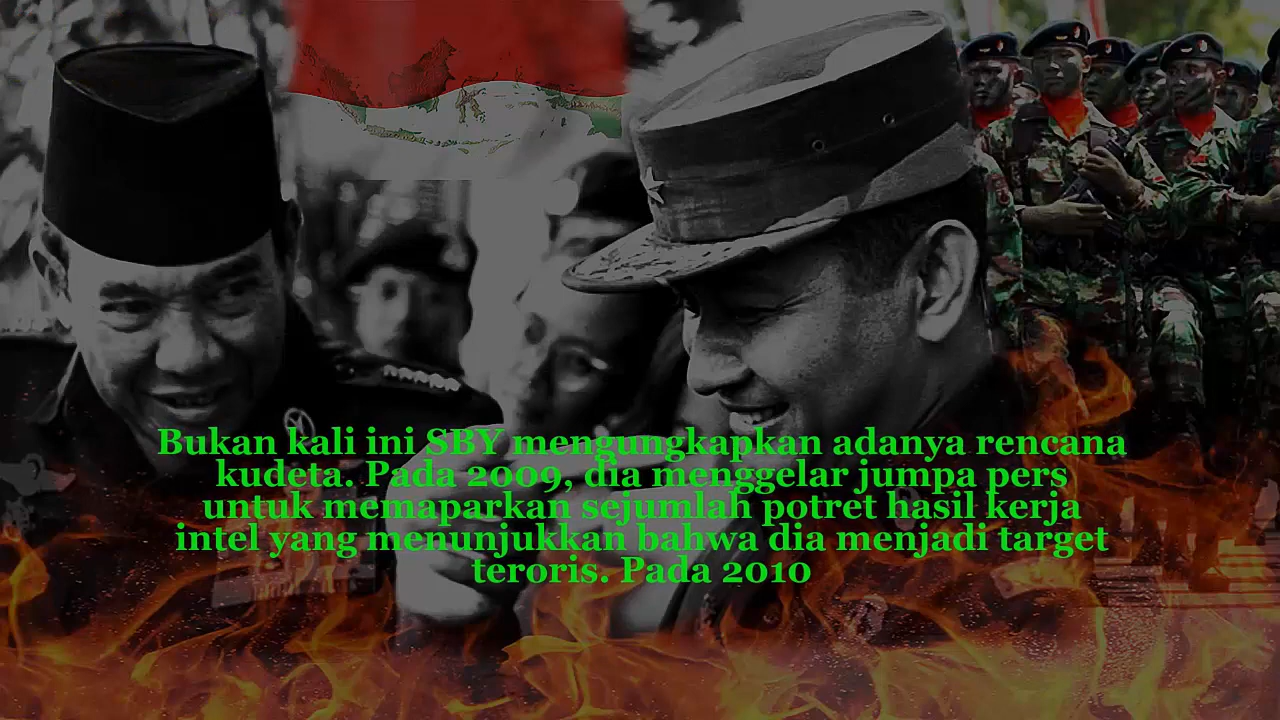 Bukan kali ini SBY mengungkapkan adanya rencana
kudeta. Pada 2009, dia menggelar jumpa pers
untuk memaparkan sejumlah potret hasil kerja
intel yang menunjukkan bahwa dia menjadi target
teroris. Pada 2010